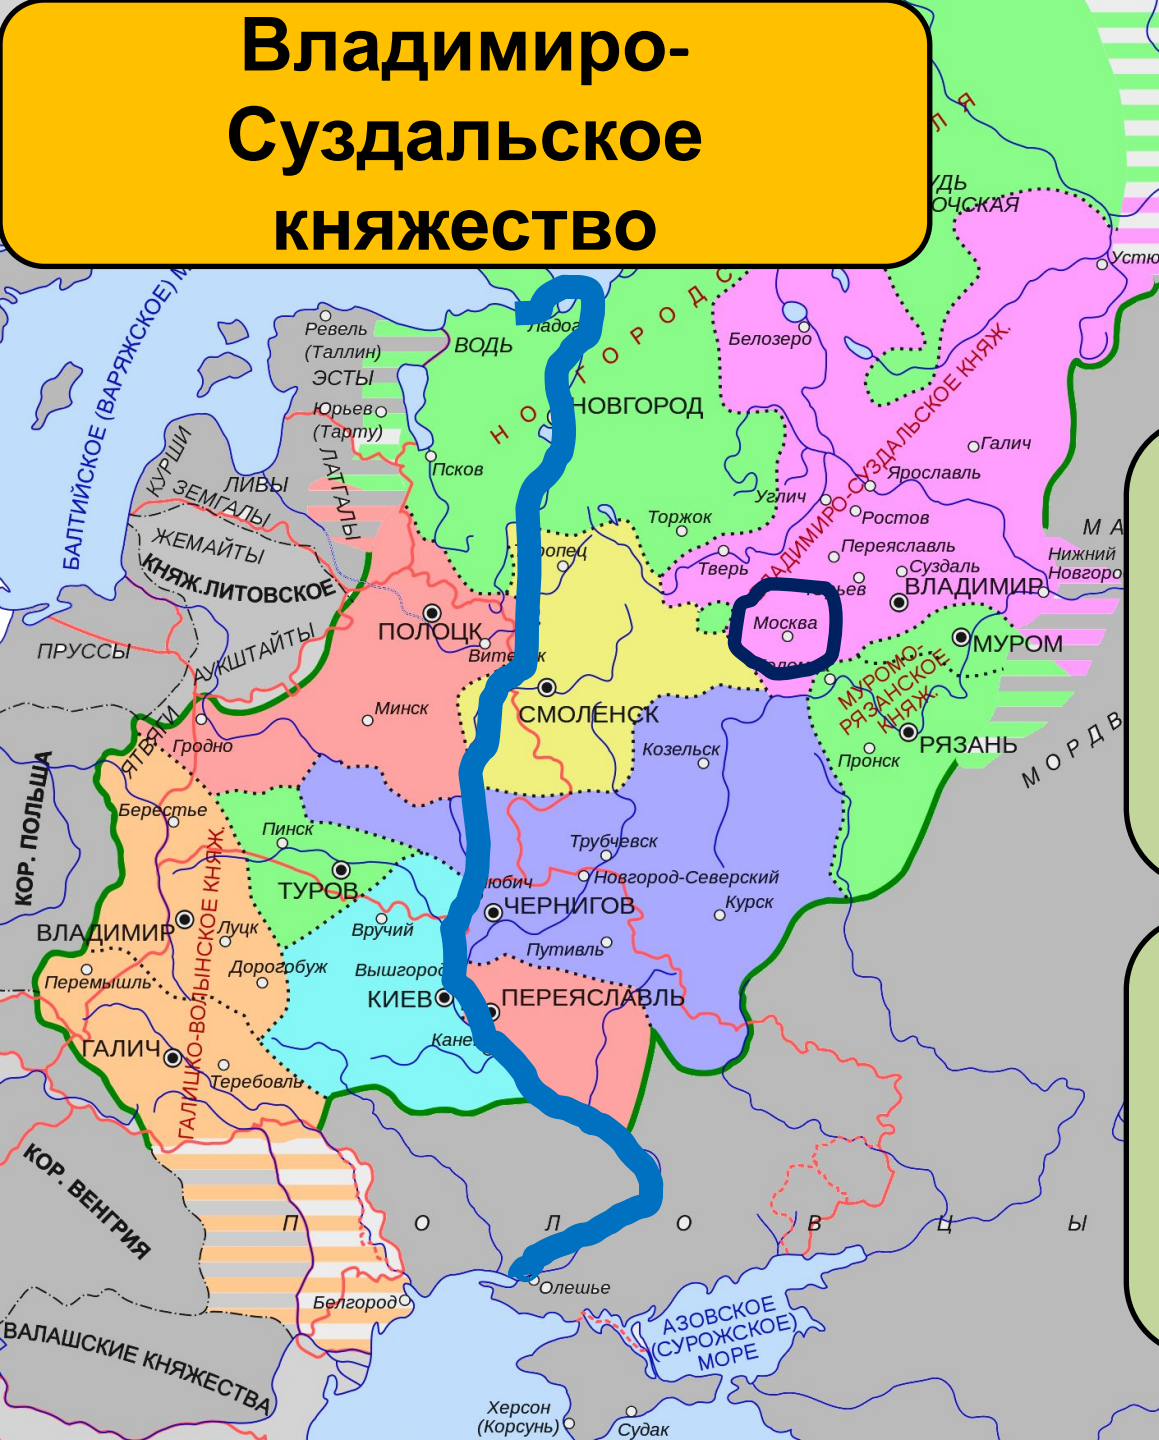 Владимиро-
Суздальское
княжество
Л Я
ОЧСКАЯ
БАЛТИЙСКОЕ (ВАРЯЖСКОЕ) М
Ревель
(Таллин)
ЭСТЫ
Юрьев
(Тарту)
ВОДЬ
НОВГОРОД
Н О Г О Р О Д С
Псков
Белозеро
ВЛАДИМИРО-СУЗДАЛЬСКОЕ КНЯЖ.
Галич
Ярославль
Углич
Ростов
Торжок
Тверь
Переяславль
Суздаль
ВЛАДИМИР
Нижний
М А
Москва
МУРОМ
МУРОМО-
РЯЗАНСКОЕ
КНЯЖ.
РЯЗАНЬ
Пронск
М О Р Д В
КУРШИ
ЗЕМГАЛЫ
ЛИВЫ
ЛАТГАЛЫ
ЖЕМАЙТЫ
КНЯЖ.ЛИТОВСКОЕ
АУКШТАЙТЫ
ПРУССЫ
ЯТВЯГИ
ПОЛОЦК
Минск
Гродно
СМОЛЕНСК
Козельск
КОР. ПОЛЬША
Берестье
Пинск
ТУРОВ
Трубчевск
Новгород-Северский
ЧЕРНИГОВ
Курск
Путивль
Вручий
Вышгород
КИЕВ
ПЕРЕЯСЛАВЛЬ
ВЛАДИМИР
Луцк
Дорогобуж
Перемышль
ГАЛИЧ
Теребовль
ГАЛИЦКО-ВОЛЫНСКОЕ КНЯЖ.
КОР. ВЕНГРИЯ
П О Л О В Ц Ы
Олешье
Белгород
ВАЛАШСКИЕ КНЯЖЕСТВА
АЗОВСКОЕ
(СУРОЖСКОЕ)
МОРЕ
Херсон
(Корсунь)
Судак